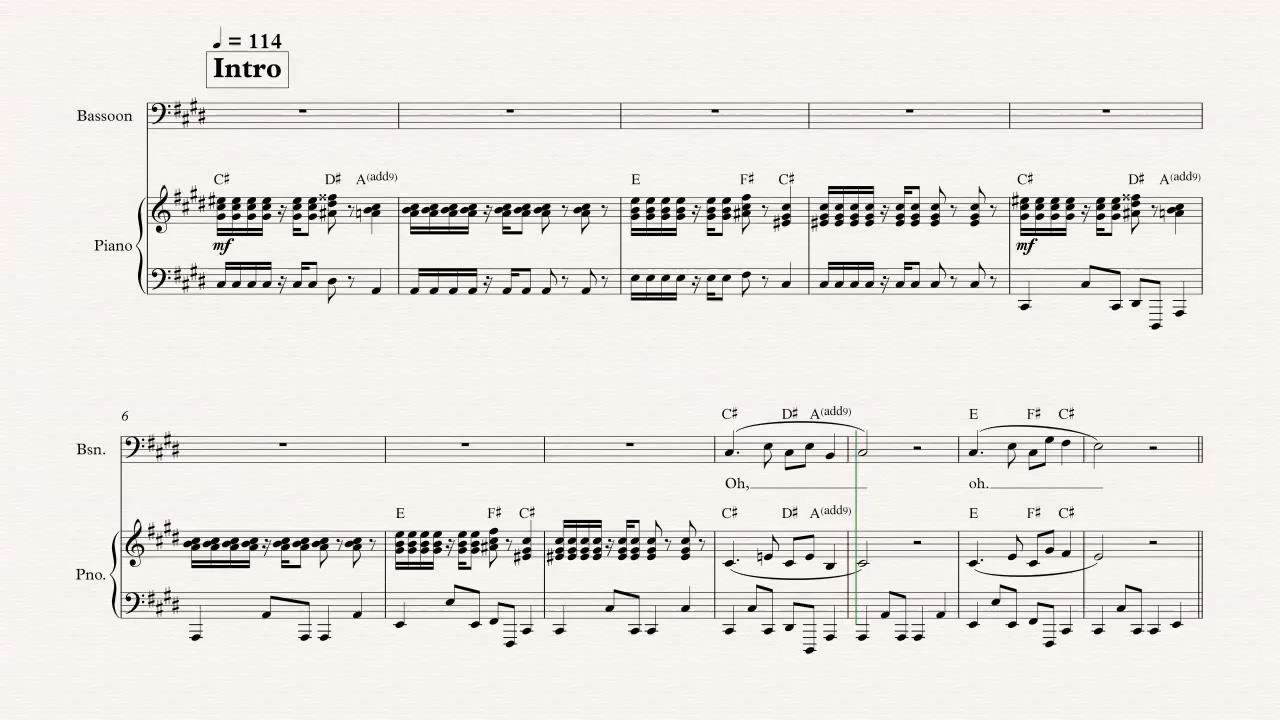 ♩ = 114
Intro
Bassoon
C♯ D♯ A(add9) E F♯ C♯ C♯ D♯ A(add9)
Piano
mf mf
6
C♯ D♯ A(add9) E F♯ C♯
Bsn.
Oh, oh.
E F♯ C♯ C♯ D♯ A(add9) E F♯ C♯
Pno.